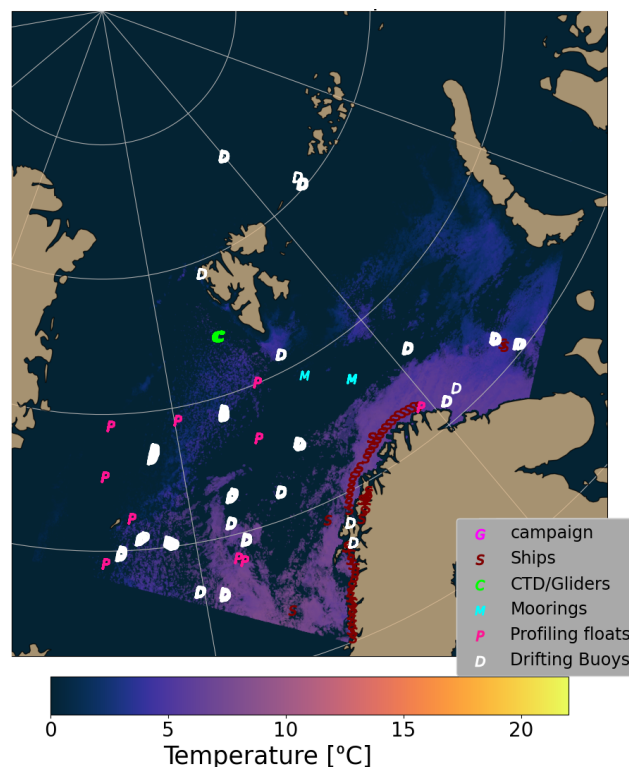 D
D
D
D
C
D S D
D D
P M M
D
D
P P D P
D P D
P
D D
P D S D
D D D D
P D P P
D D
S
G campaign
S Ships
C CTD/Gliders
M Moorings
P Profiling floats
D Drifting Buoys
0 5 10 15 20
Temperature [°C]